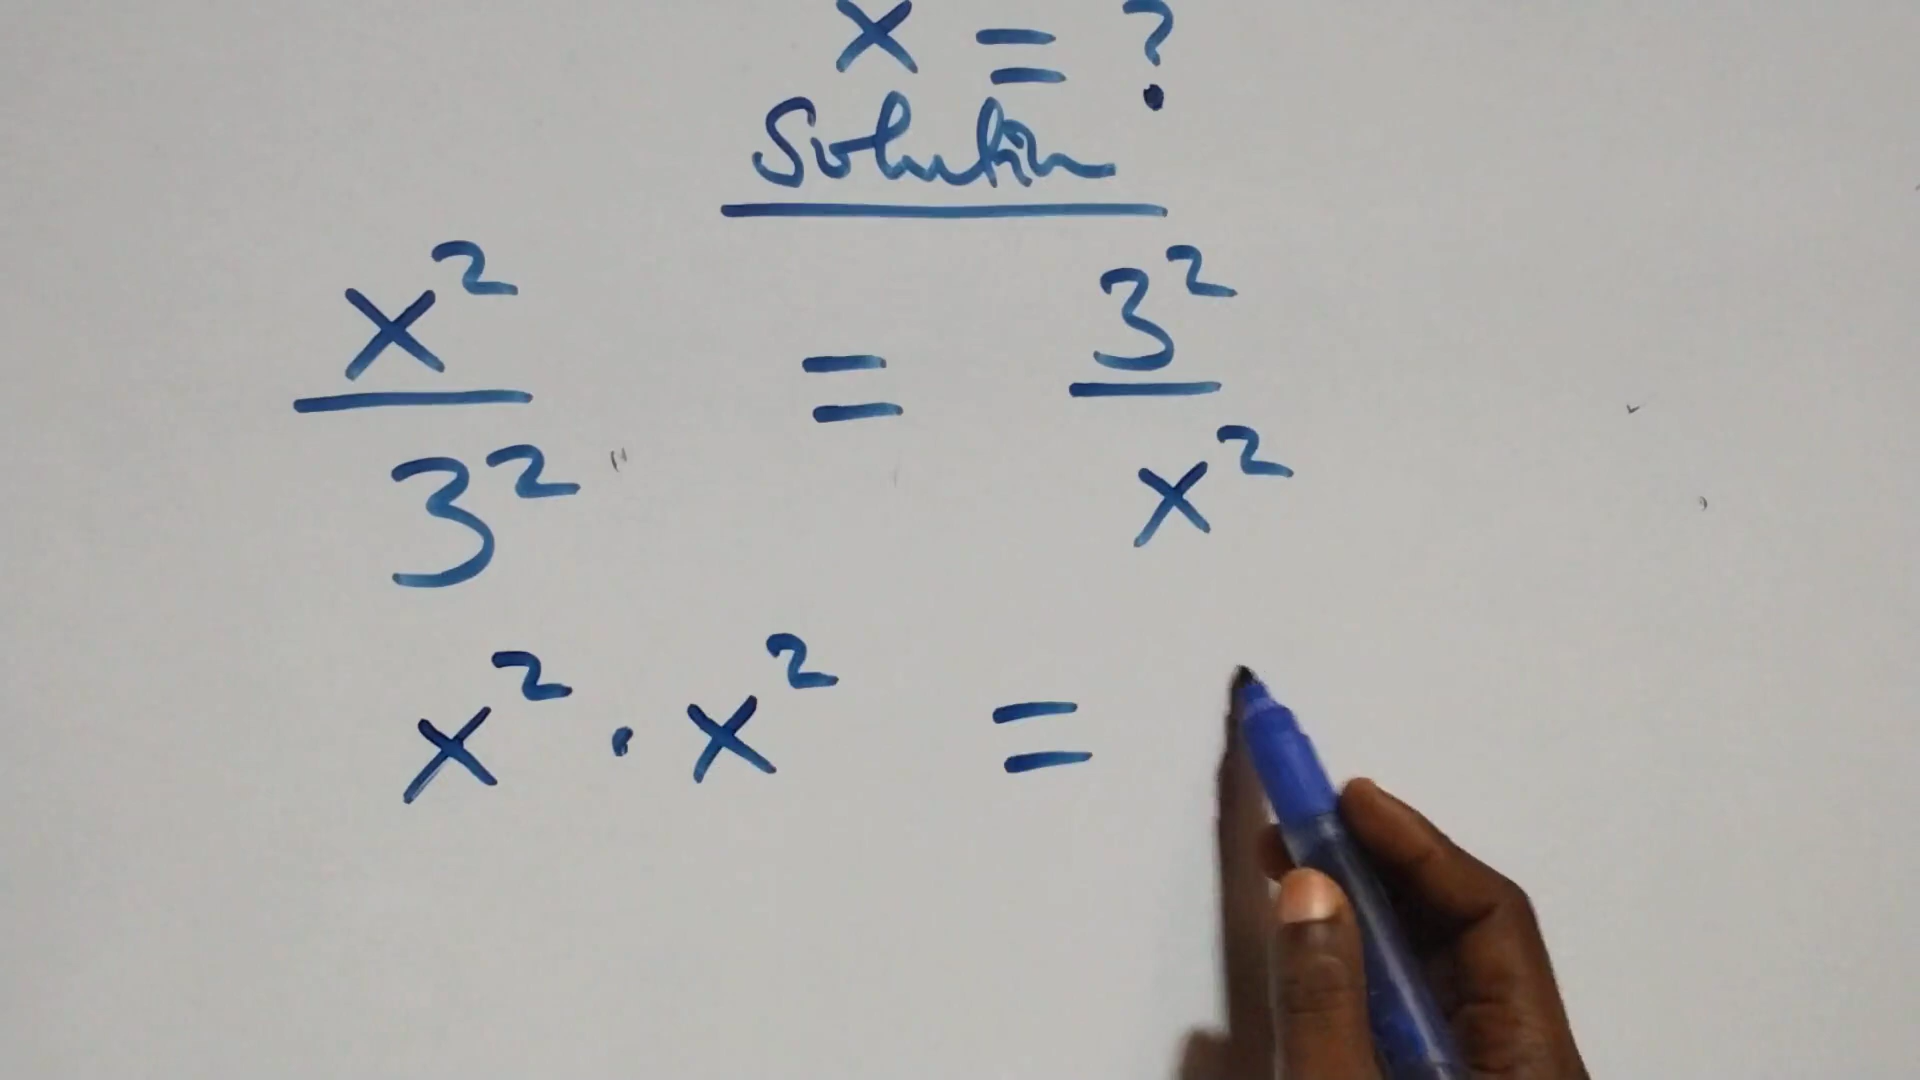 x = ?
Solution
x² / 3² = 3² / x²
x² · x² =